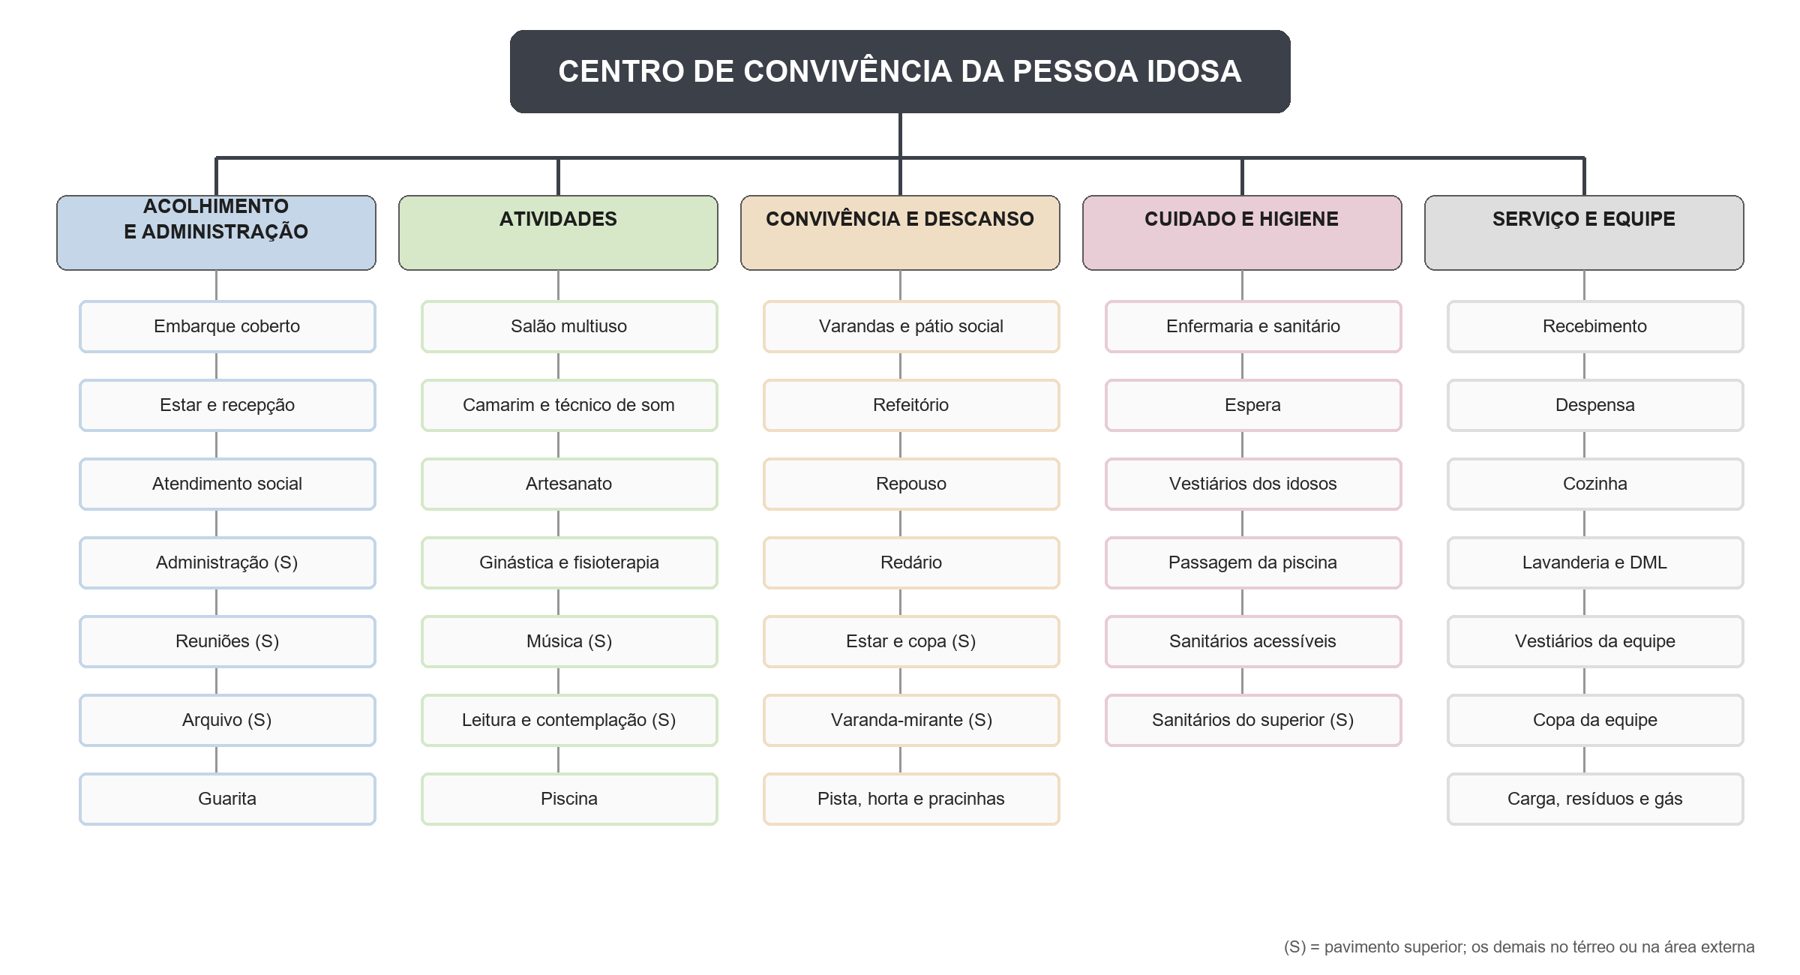 CENTRO DE CONVIVÊNCIA DA PESSOA IDOSA
ACOLHIMENTO
E ADMINISTRAÇÃO
Embarque coberto
Estar e recepção
Atendimento social
Administração (S)
Reuniões (S)
Arquivo (S)
Guarita
ATIVIDADES
Salão multiuso
Camarim e técnico de som
Artesanato
Ginástica e fisioterapia
Música (S)
Leitura e contemplação (S)
Piscina
CONVIVÊNCIA E DESCANSO
Varandas e pátio social
Refeitório
Repouso
Redário
Estar e copa (S)
Varanda-mirante (S)
Pista, horta e pracinhas
CUIDADO E HIGIENE
Enfermaria e sanitário
Espera
Vestiários dos idosos
Passagem da piscina
Sanitários acessíveis
Sanitários do superior (S)
SERVIÇO E EQUIPE
Recebimento
Despensa
Cozinha
Lavanderia e DML
Vestiários da equipe
Copa da equipe
Carga, resíduos e gás
(S) = pavimento superior; os demais no térreo ou na área externa